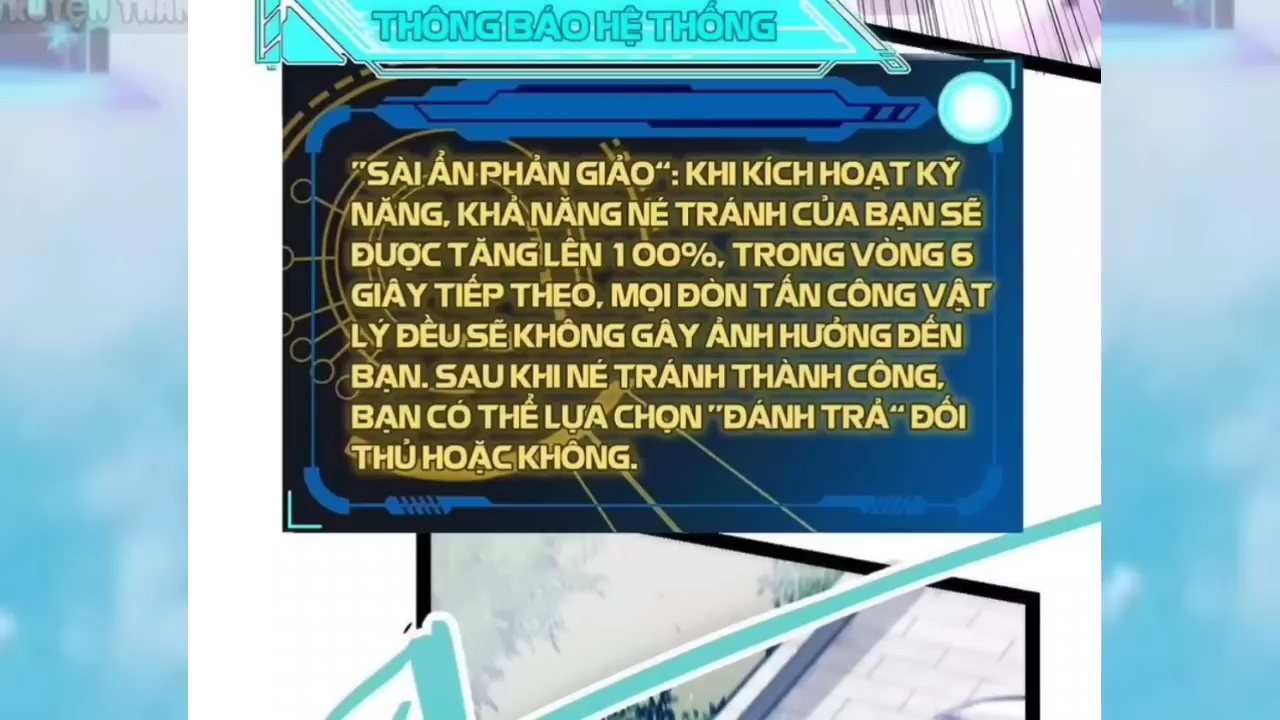 TRUYỆN TRANH
THÔNG BÁO HỆ THỐNG
"SÀI ẨN PHẢN GIẢO": KHI KÍCH HOẠT KỸ
NĂNG, KHẢ NĂNG NÉ TRÁNH CỦA BẠN SẼ
ĐƯỢC TĂNG LÊN 100%, TRONG VÒNG 6
GIÂY TIẾP THEO, MỌI ĐÒN TẤN CÔNG VẬT
LÝ ĐỀU SẼ KHÔNG GÂY ẢNH HƯỞNG ĐẾN
BẠN. SAU KHI NÉ TRÁNH THÀNH CÔNG,
BẠN CÓ THỂ LỰA CHỌN "ĐÁNH TRẢ" ĐỐI
THỦ HOẶC KHÔNG.